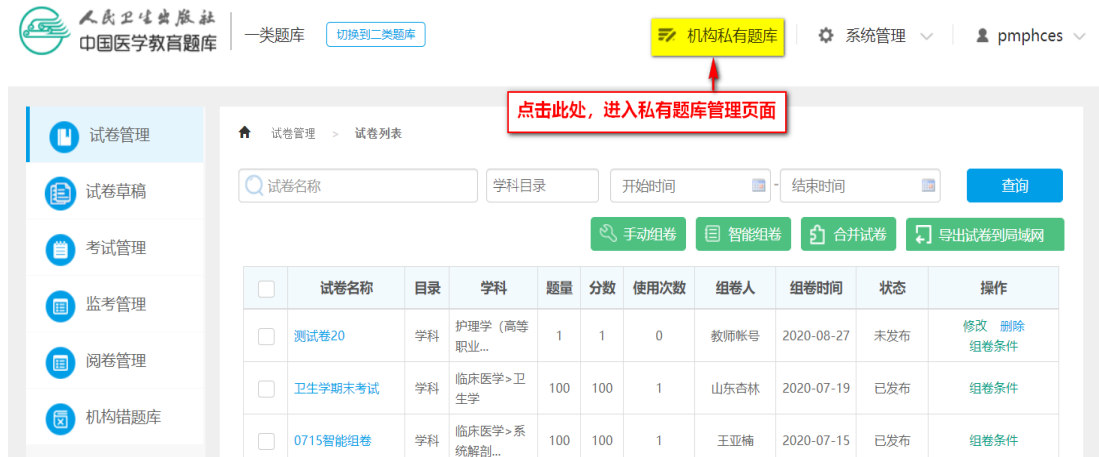 人民卫生出版社
中国医学教育题库
一类题库
切换到二类题库
机构私有题库
系统管理
pmphces
点击此处，进入私有题库管理页面
试卷管理
试卷草稿
考试管理
监考管理
阅卷管理
机构错题库
试卷管理 > 试卷列表
试卷名称
学科目录
开始时间
-
结束时间
查询
手动组卷
智能组卷
合并试卷
导出试卷到局域网
试卷名称 目录 学科 题量 分数 使用次数 组卷人 组卷时间 状态 操作
测试卷20 学科 护理学（高等 1 1 0 教师帐号 2020-08-27 未发布 修改 删除
职业... 组卷条件
卫生学期末考试 学科 临床医学>卫 100 100 1 山东杏林 2020-07-19 已发布 组卷条件
生学
0715智能组卷 学科 临床医学>系 100 100 1 王亚楠 2020-07-15 已发布 组卷条件
统解剖...